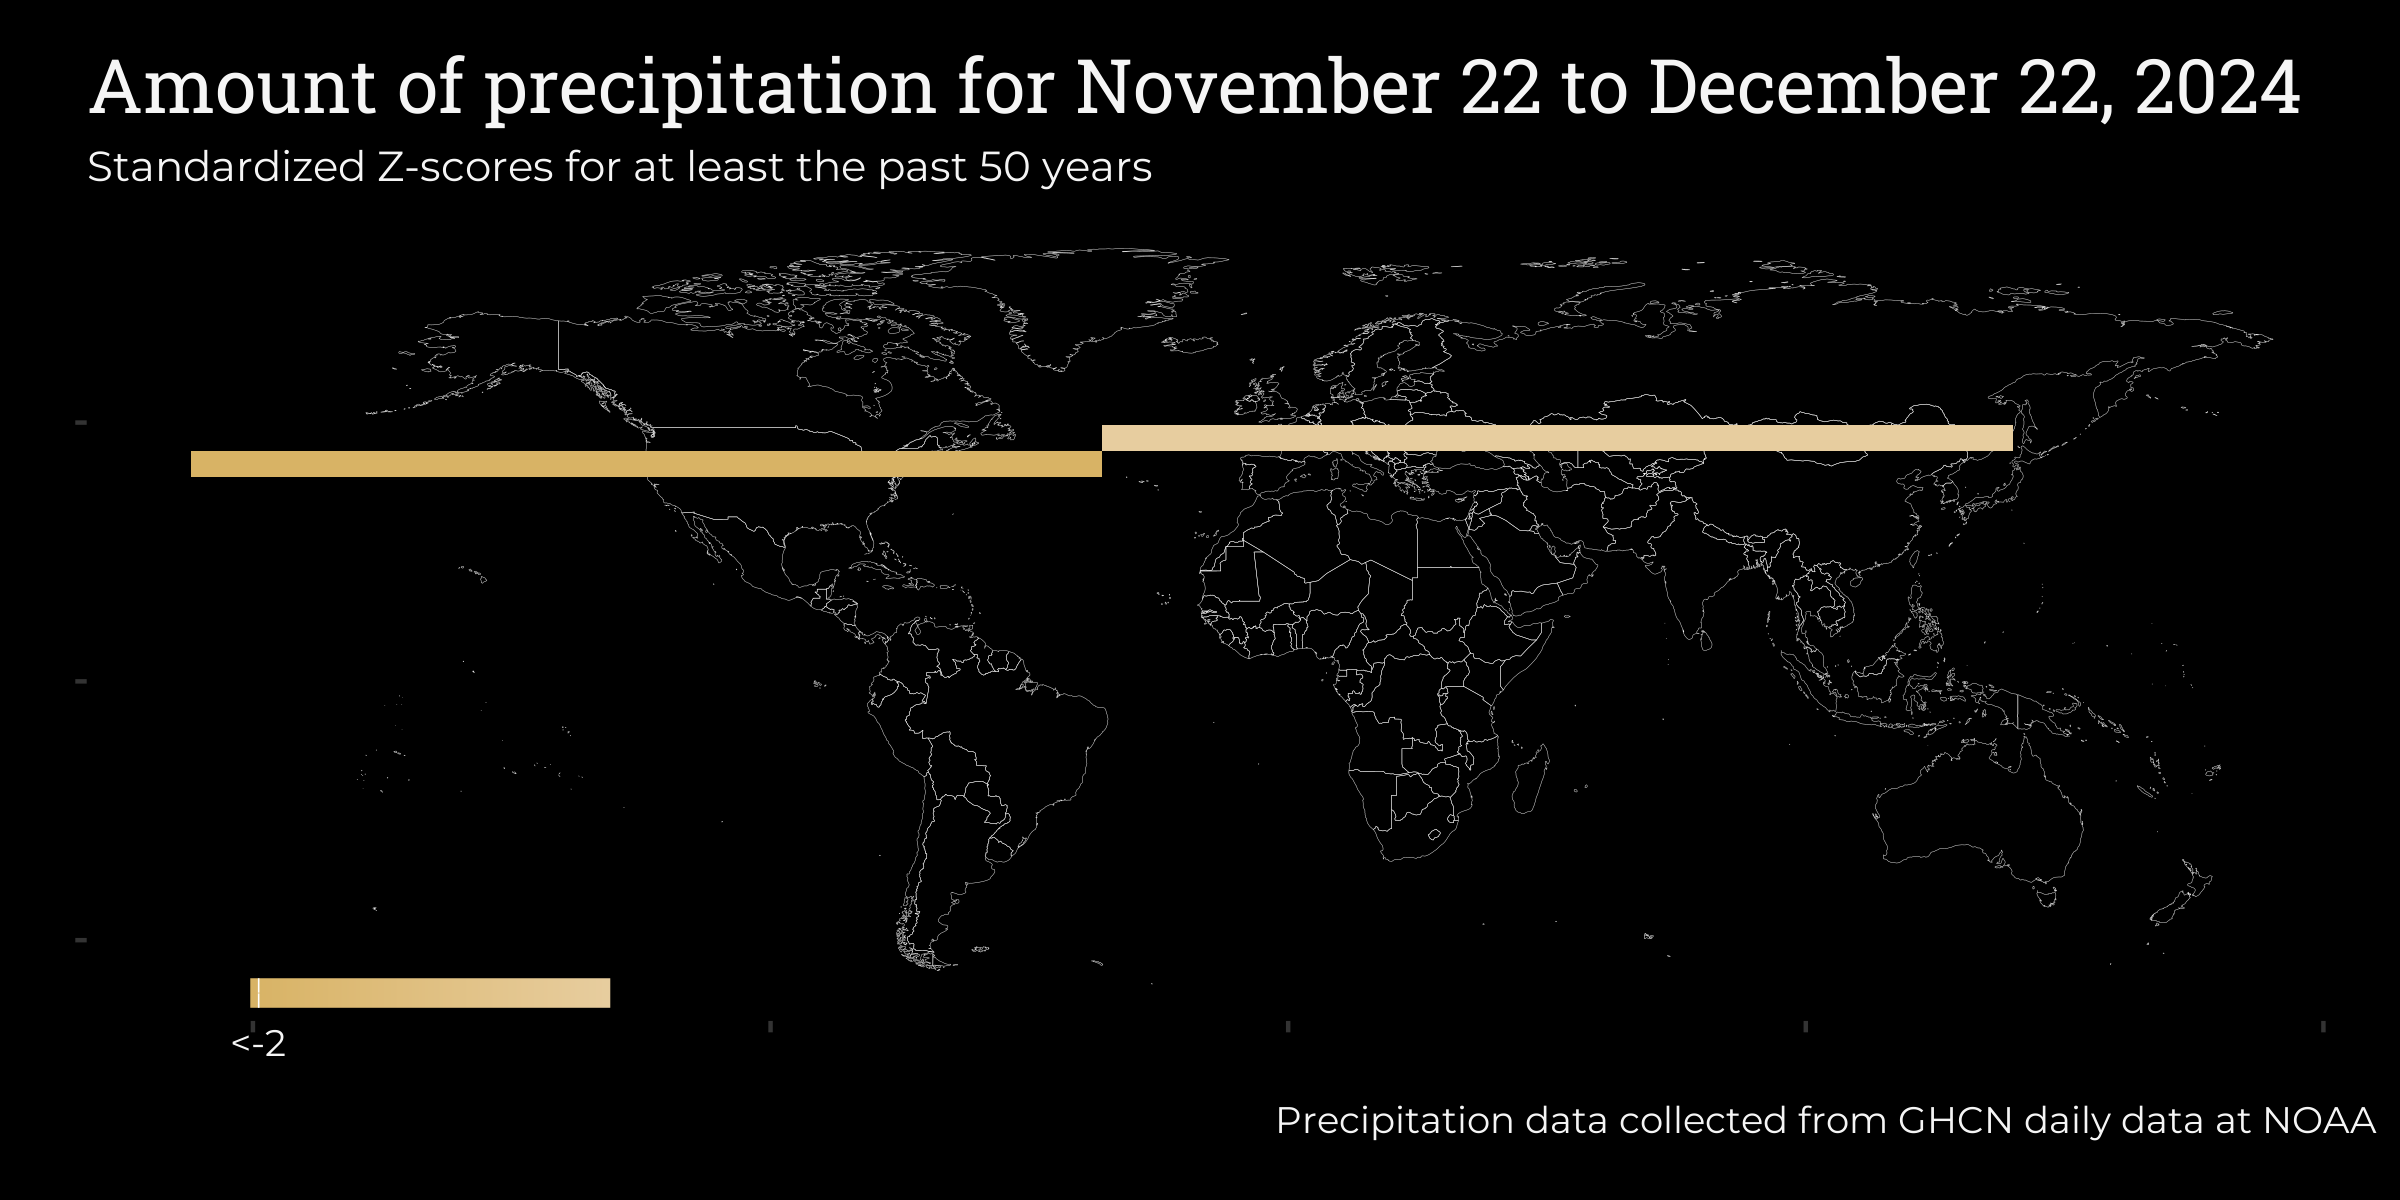 Amount of precipitation for November 22 to December 22, 2024
Standardized Z-scores for at least the past 50 years
<-2
Precipitation data collected from GHCN daily data at NOAA